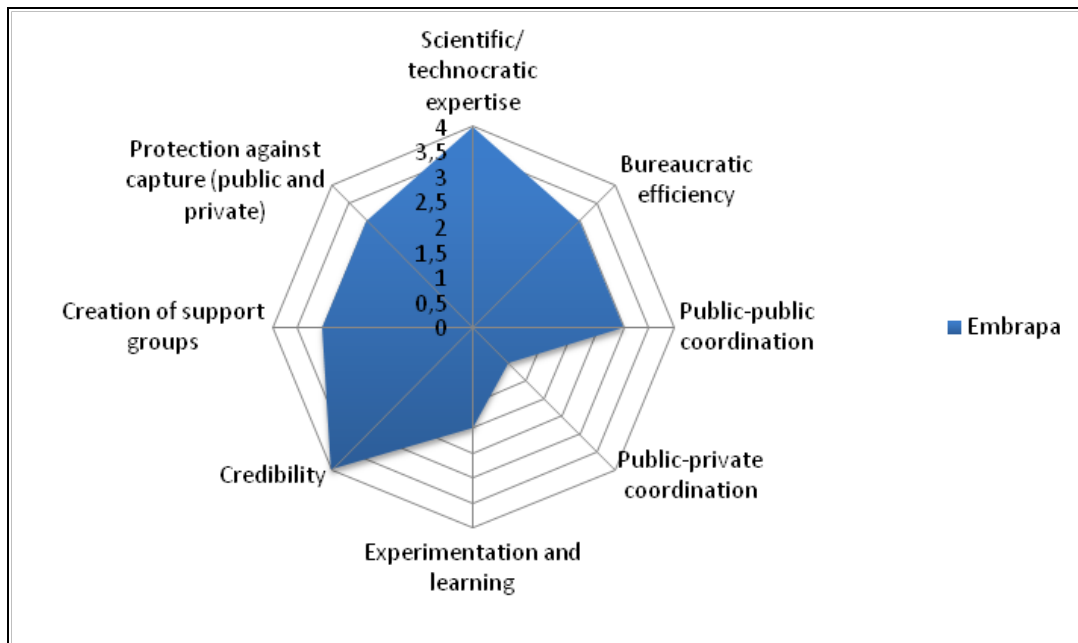 Scientific/
technocratic
expertise
Protection against
capture (public and
private)
Bureaucratic
efficiency
4
3,5
3
2,5
2
1,5
1
0,5
0
Creation of support
groups
Public-public
coordination
Embrapa
Credibility
Public-private
coordination
Experimentation and
learning